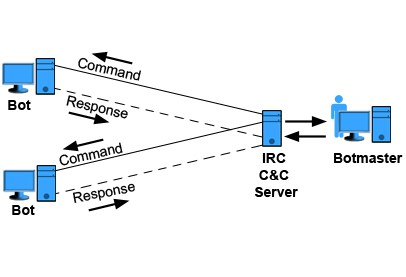 Command
Bot
Response
Command
IRC
C&C
Server
Botmaster
Response
Bot